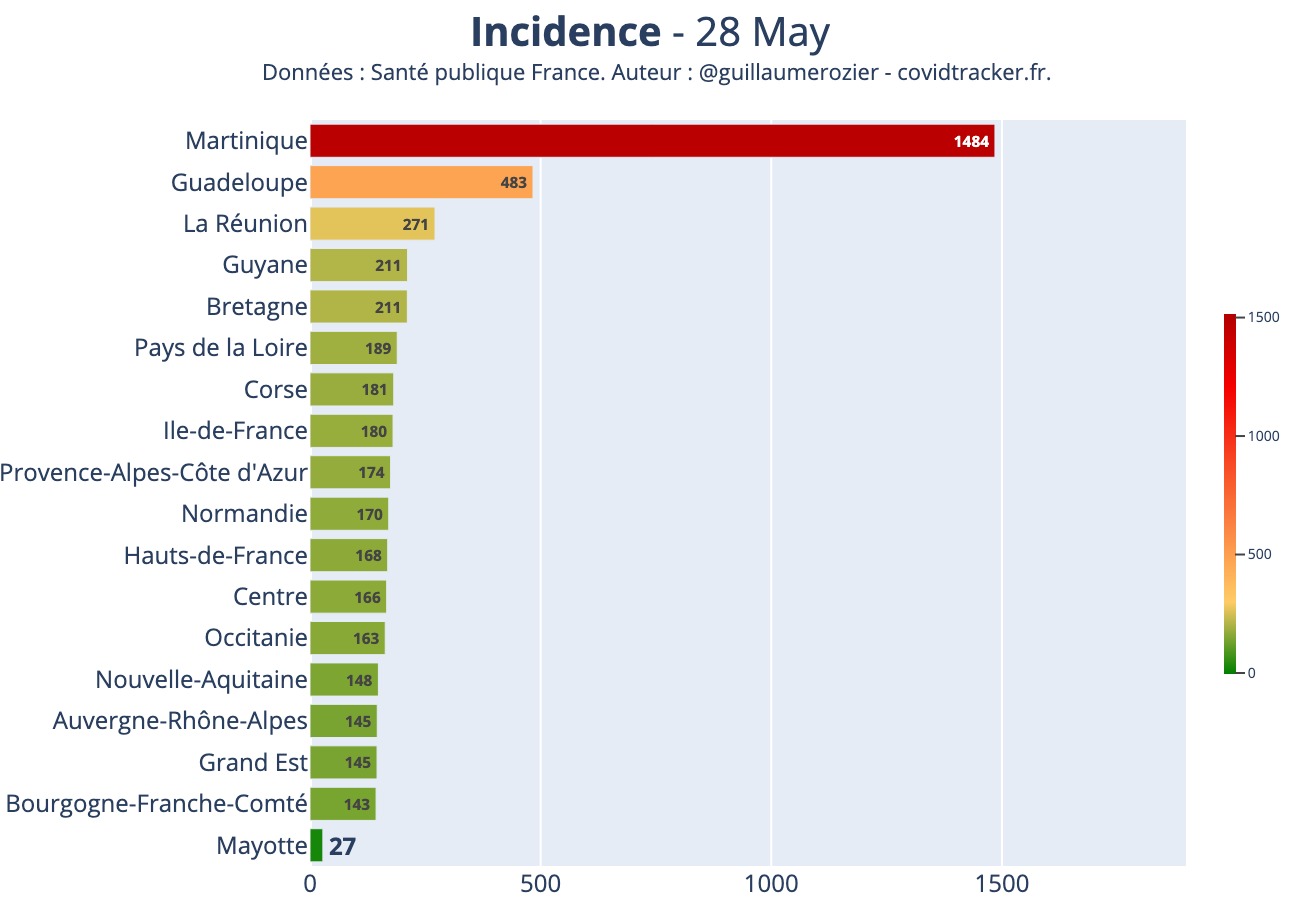 Incidence - 28 May
Données : Santé publique France. Auteur : @guillaumerozier - covidtracker.fr.
Martinique 1484
Guadeloupe 483
La Réunion 271
Guyane 211
Bretagne 211
Pays de la Loire 189
Corse 181
Ile-de-France 180
Provence-Alpes-Côte d'Azur 174
Normandie 170
Hauts-de-France 168
Centre 166
Occitanie 163
Nouvelle-Aquitaine 148
Auvergne-Rhône-Alpes 145
Grand Est 145
Bourgogne-Franche-Comté 143
Mayotte 27
0 500 1000 1500
1500
1000
500
0